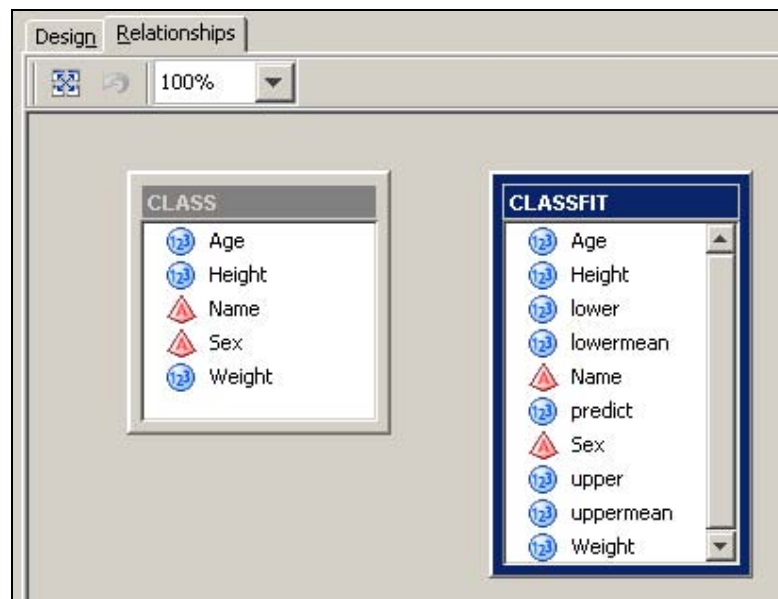 Design Relationships
100%
CLASS
Age
Height
Name
Sex
Weight
CLASSFIT
Age
Height
lower
lowermean
Name
predict
Sex
upper
uppermean
Weight